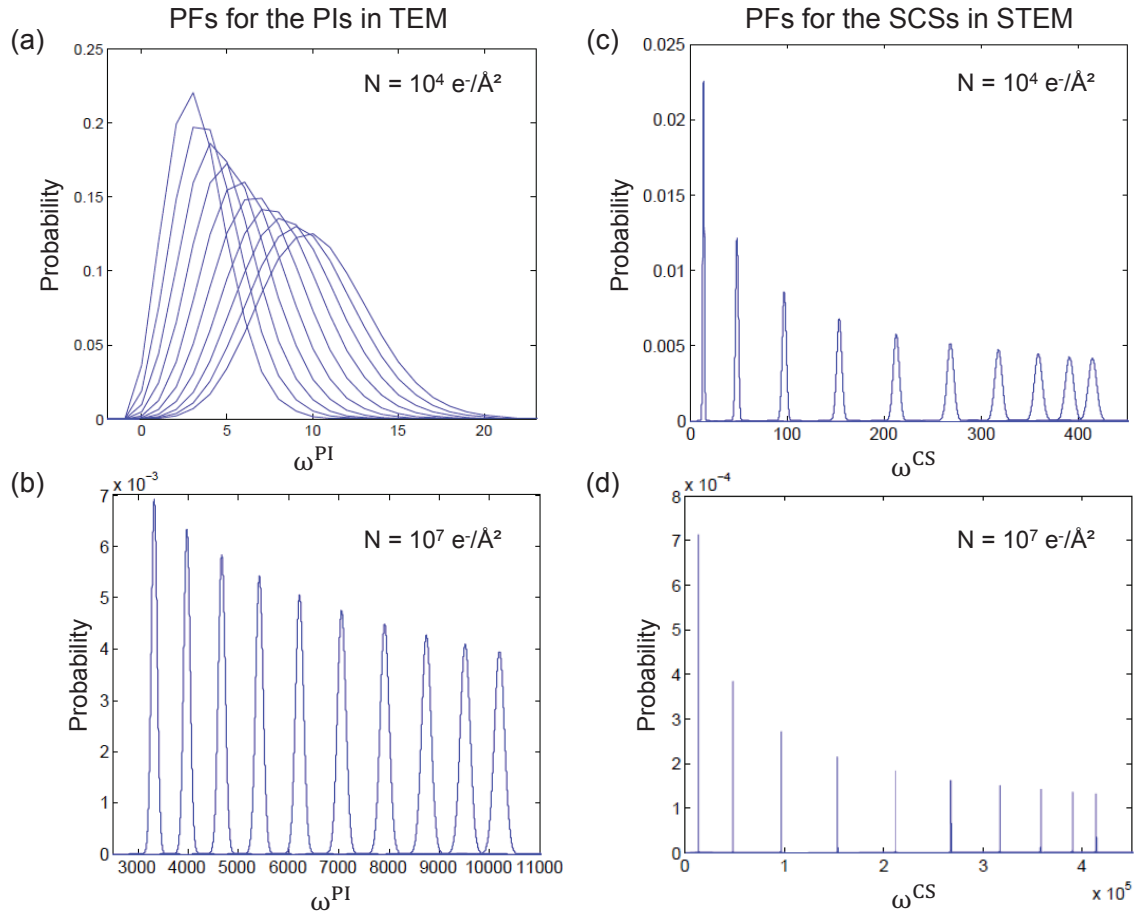 PFs for the PIs in TEM
(a)
N = 10⁴ e⁻/Å²
0.25
0.2
0.15
0.1
0.05
0
Probability
0 5 10 15 20
ω^PI
PFs for the SCSs in STEM
(c)
N = 10⁴ e⁻/Å²
0.025
0.02
0.015
0.01
0.005
0
Probability
0 100 200 300 400
ω^CS
(b)
x 10⁻³
N = 10⁷ e⁻/Å²
7
6
5
4
3
2
1
0
Probability
3000 4000 5000 6000 7000 8000 9000 10000 11000
ω^PI
(d)
x 10⁻⁴
N = 10⁷ e⁻/Å²
8
7
6
5
4
3
2
1
0
Probability
0 1 2 3 4
ω^CS
x 10⁵